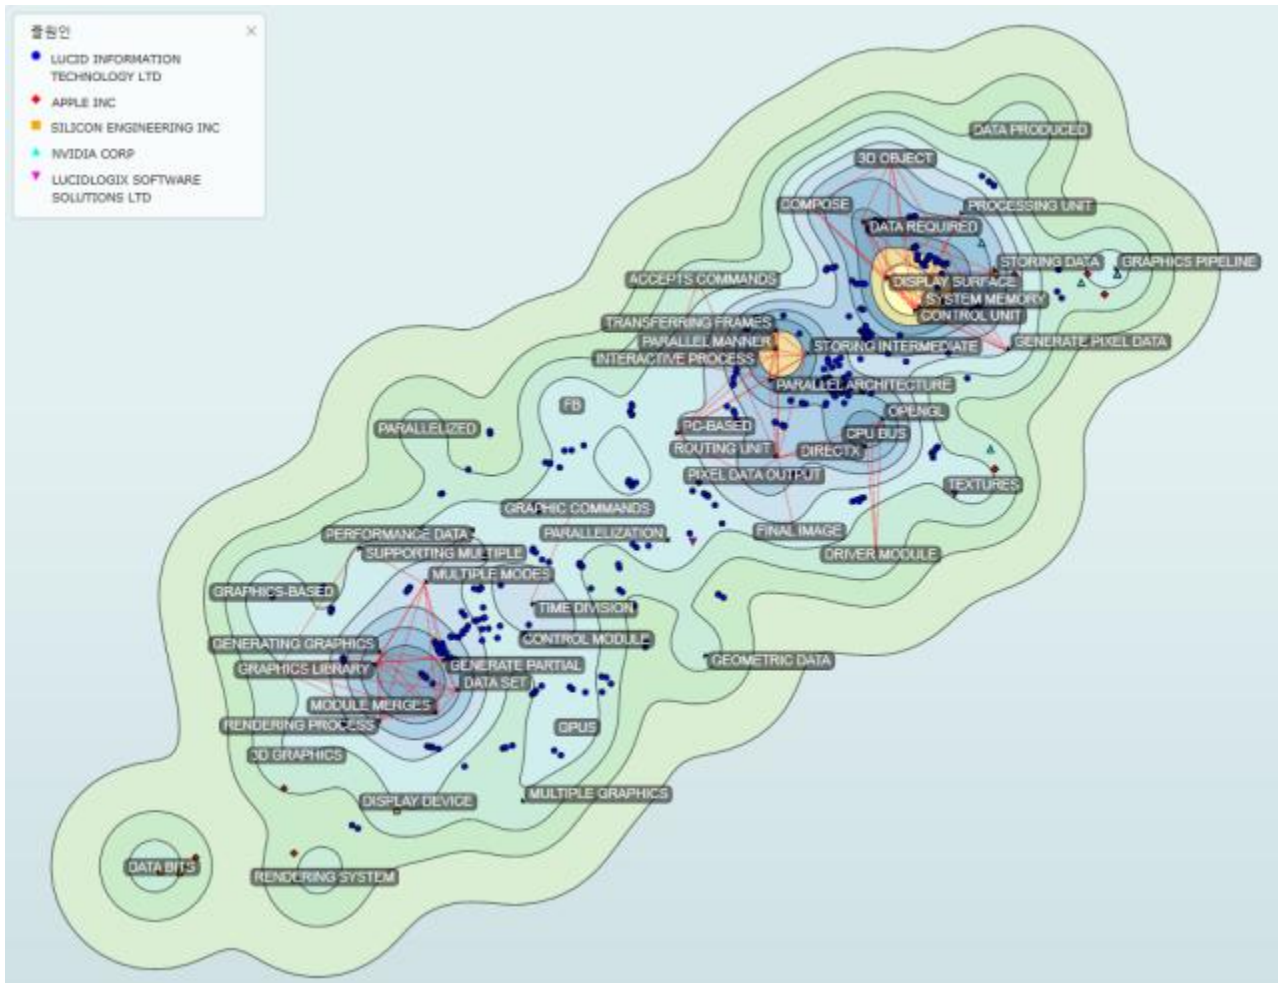 출원인
LUCID INFORMATION
TECHNOLOGY LTD
APPLE INC
SILICON ENGINEERING INC
NVIDIA CORP
LUCIDLOGIX SOFTWARE
SOLUTIONS LTD
DATA PRODUCED
3D OBJECT
COMPOSE
PROCESSING UNIT
DATA REQUIRED
STORING DATA
GRAPHICS PIPELINE
ACCEPTS COMMANDS
DISPLAY SURFACE
SYSTEM MEMORY
CONTROL UNIT
TRANSFERRING FRAMES
PARALLEL MANNER
STORING INTERMEDIATE
GENERATE PIXEL DATA
INTERACTIVE PROCESS
PARALLEL ARCHITECTURE
FB
OPENGL
PARALLELIZED
PC-BASED
CPU BUS
ROUTING UNIT
DIRECTX
PIXEL DATA OUTPUT
TEXTURES
GRAPHIC COMMANDS
PERFORMANCE DATA
PARALLELIZATION
FINAL IMAGE
SUPPORTING MULTIPLE
DRIVER MODULE
MULTIPLE MODES
GRAPHICS-BASED
TIME DIVISION
GENERATING GRAPHICS
CONTROL MODULE
GRAPHICS LIBRARY
GENERATE PARTIAL
GEOMETRIC DATA
DATA SET
MODULE MERGES
RENDERING PROCESS
GPUS
3D GRAPHICS
DISPLAY DEVICE
MULTIPLE GRAPHICS
DATA BITS
RENDERING SYSTEM